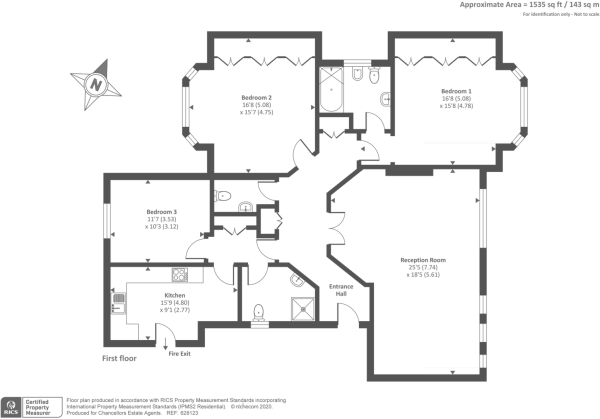 Approximate Area = 1535 sq ft / 143 sq m
For identification only - Not to scale
N
Bedroom 2
16'8 (5.08)
x 15'7 (4.75)
Bedroom 1
16'8 (5.08)
x 15'8 (4.78)
Bedroom 3
11'7 (3.53)
x 10'3 (3.12)
Reception Room
25'5 (7.74)
x 18'5 (5.61)
Kitchen
15'9 (4.80)
x 9'1 (2.77)
Entrance
Hall
Fire Exit
First floor
RICS
Certified
Property
Measurer
Floor plan produced in accordance with RICS Property Measurement Standards incorporating
International Property Measurement Standards (IPMS2 Residential). © nichecom 2020.
Produced for Chancellors Estate Agents. REF: 623123